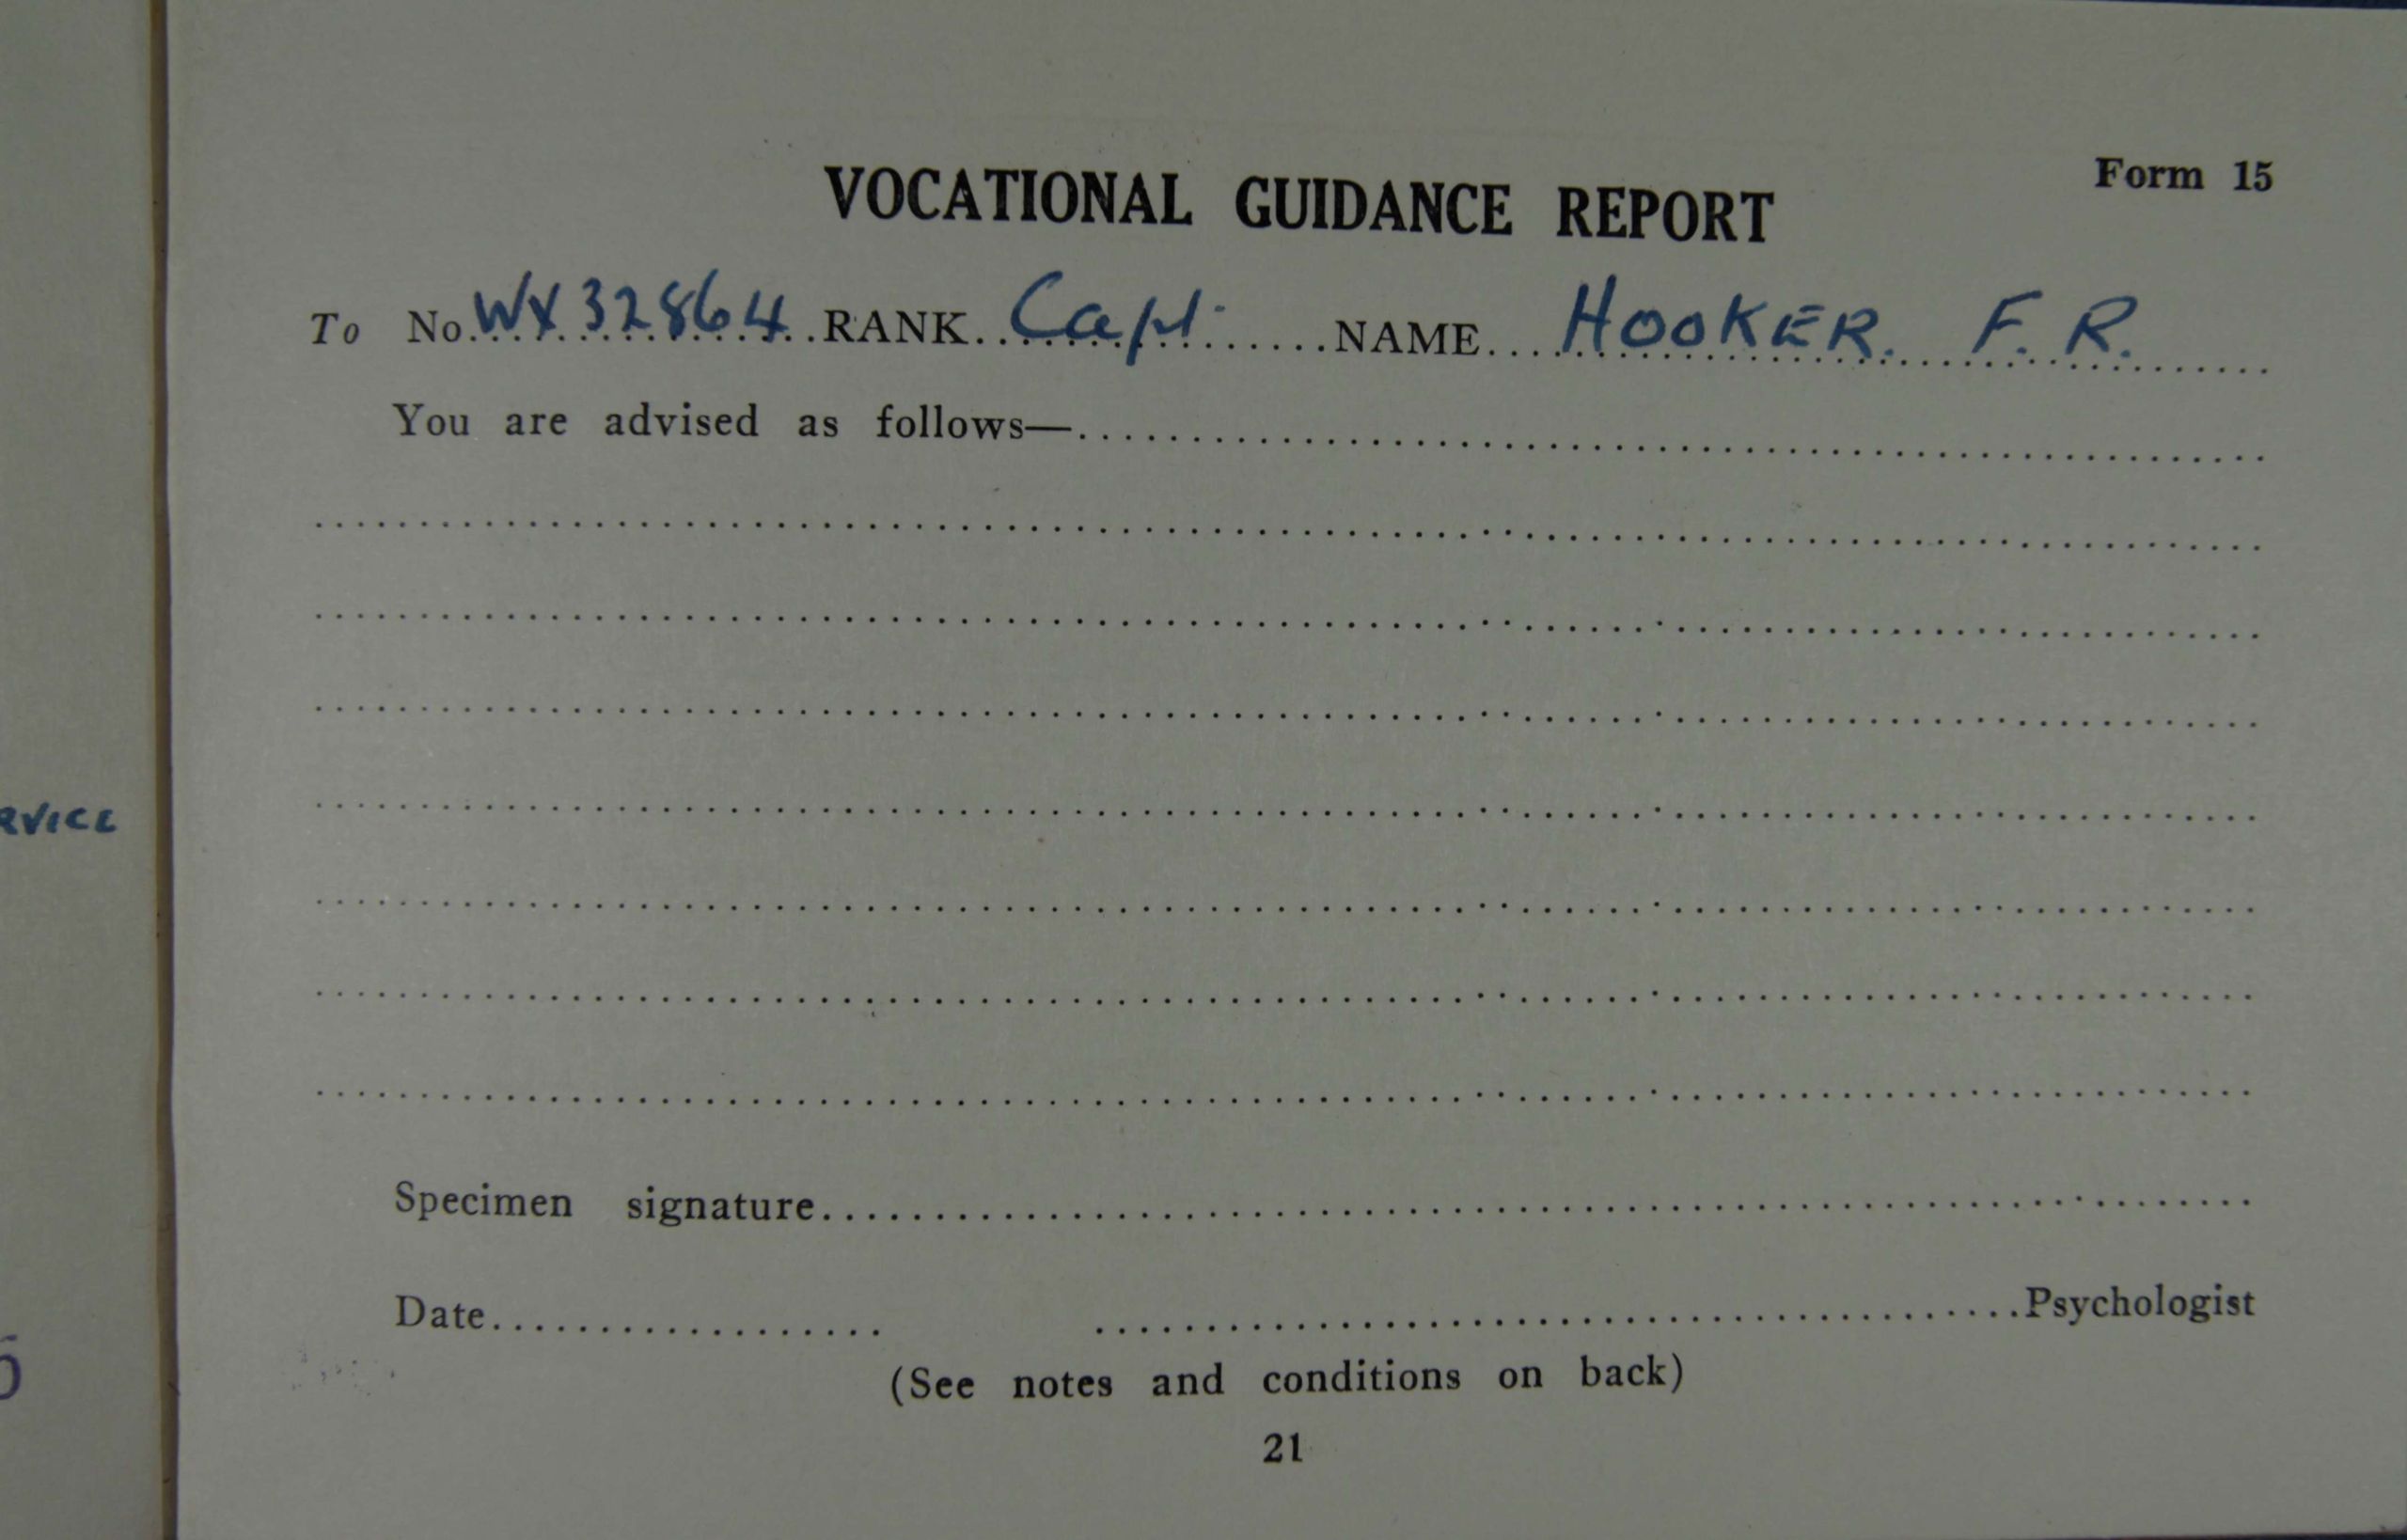 Form 15
VOCATIONAL GUIDANCE REPORT
To No. WX 32864 RANK Capt. NAME HOOKER. F. R.
You are advised as follows—
Specimen signature
Date Psychologist
(See notes and conditions on back)
21